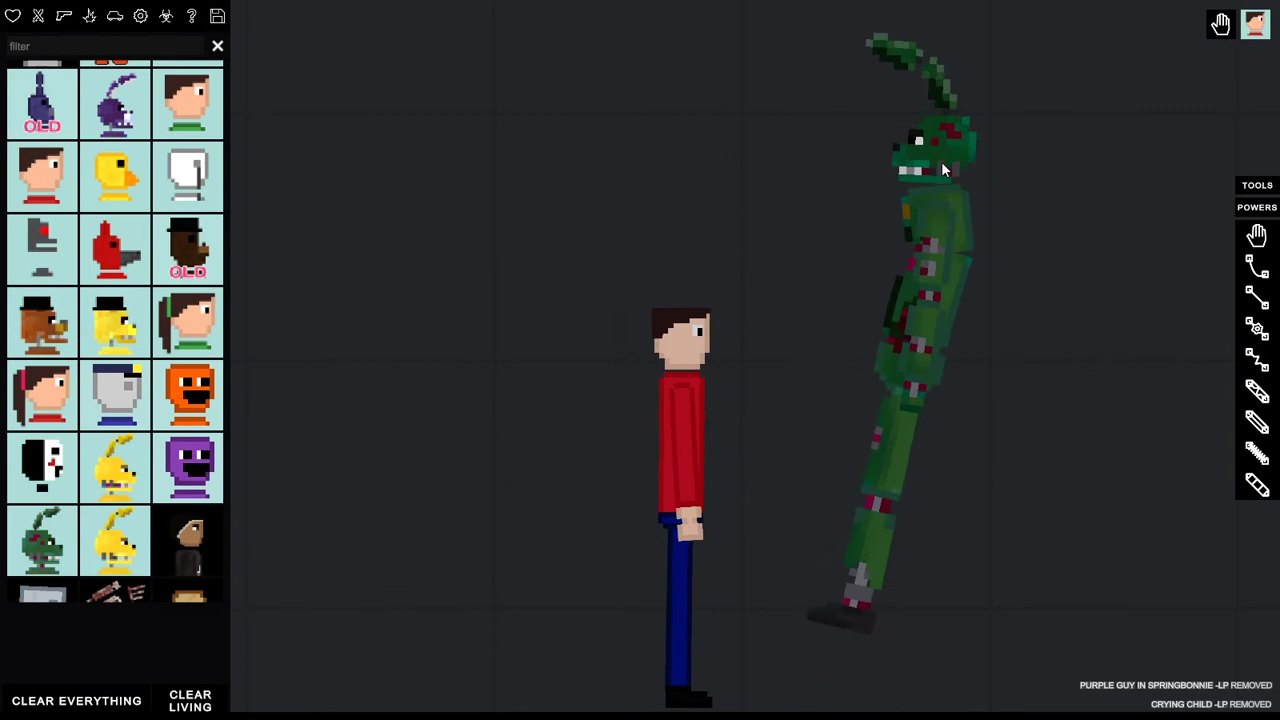 filter
OLD
OLD
TOOLS
POWERS
CLEAR EVERYTHING
CLEAR
LIVING
PURPLE GUY IN SPRINGBONNIE -LP REMOVED
CRYING CHILD -LP REMOVED